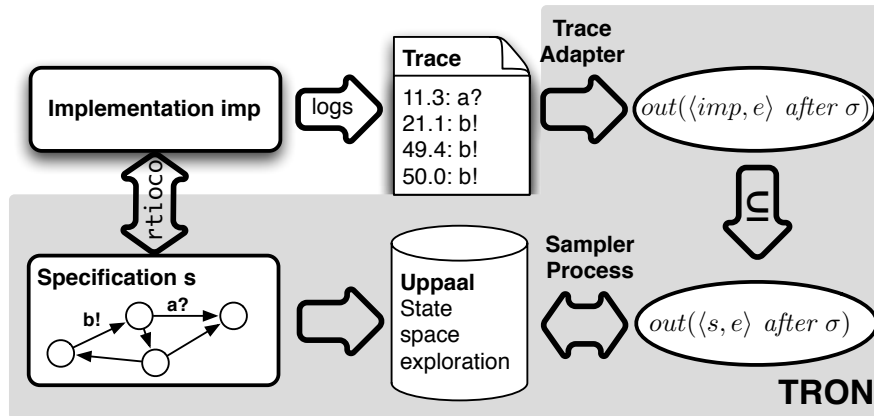 Implementation imp
logs
Trace
11.3: a?
21.1: b!
49.4: b!
50.0: b!
Trace
Adapter
out(⟨imp, e⟩ after σ)
rtioco
⊆
Specification s
b!
a?
Uppaal
State
space
exploration
Sampler
Process
out(⟨s, e⟩ after σ)
TRON